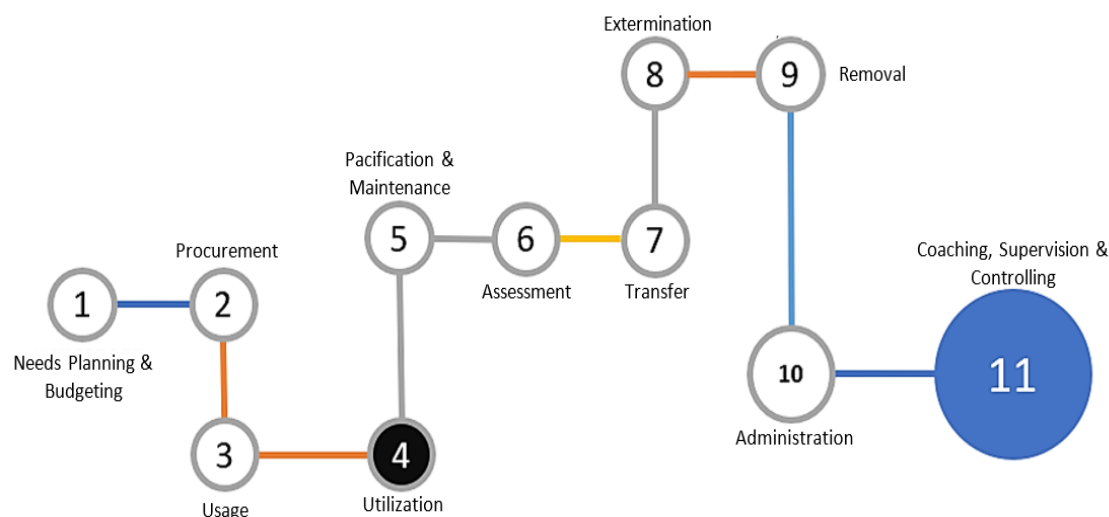 1
Needs Planning &
Budgeting
Procurement
2
3
Usage
4
Utilization
Pacification &
Maintenance
5
6
Assessment
7
Transfer
Extermination
8
9
Removal
10
Administration
Coaching, Supervision &
Controlling
11